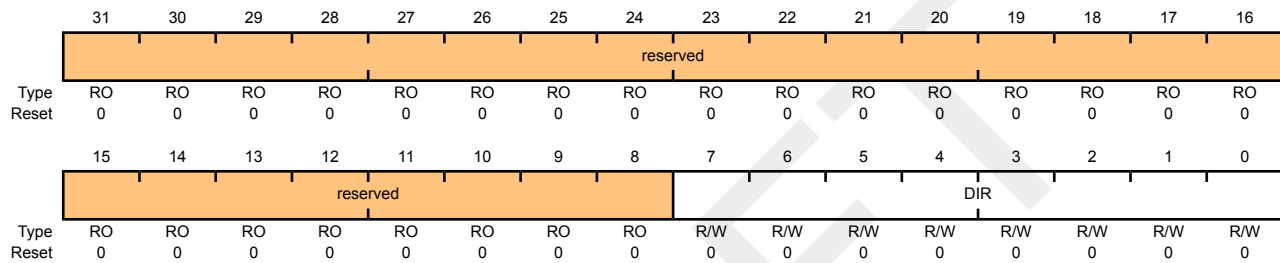 31 30 29 28 27 26 25 24 23 22 21 20 19 18 17 16
reserved
Type RO RO RO RO RO RO RO RO RO RO RO RO RO RO RO RO
Reset 0 0 0 0 0 0 0 0 0 0 0 0 0 0 0 0
15 14 13 12 11 10 9 8 7 6 5 4 3 2 1 0
reserved DIR
Type RO RO RO RO RO RO RO RO R/W R/W R/W R/W R/W R/W R/W R/W
Reset 0 0 0 0 0 0 0 0 0 0 0 0 0 0 0 0